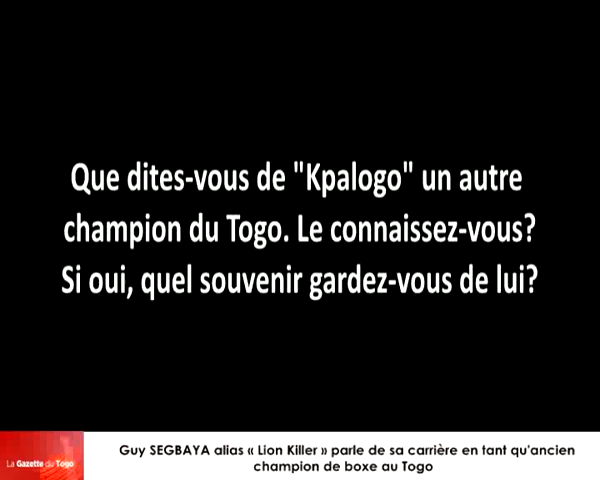 Que dites-vous de "Kpalogo" un autre
champion du Togo. Le connaissez-vous?
Si oui, quel souvenir gardez-vous de lui?
La Gazette du Togo
Guy SEGBAYA alias « Lion Killer » parle de sa carrière en tant qu'ancien
champion de boxe au Togo